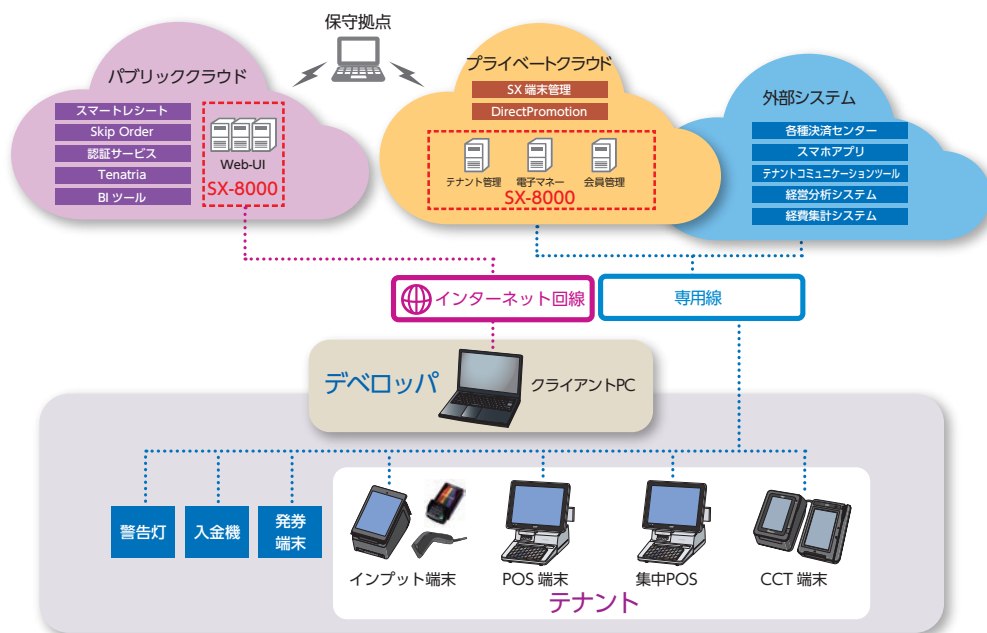 保守拠点
パブリッククラウド
スマートレシート
Skip Order
認証サービス
Tenatria
BI ツール
Web-UI
SX-8000
プライベートクラウド
SX 端末管理
DirectPromotion
テナント管理
電子マネー
会員管理
SX-8000
外部システム
各種決済センター
スマホアプリ
テナントコミュニケーションツール
経営分析システム
経費集計システム
インターネット回線
専用線
デベロッパ
クライアントPC
警告灯
入金機
発券
端末
インプット端末
POS 端末
集中POS
CCT 端末
テナント